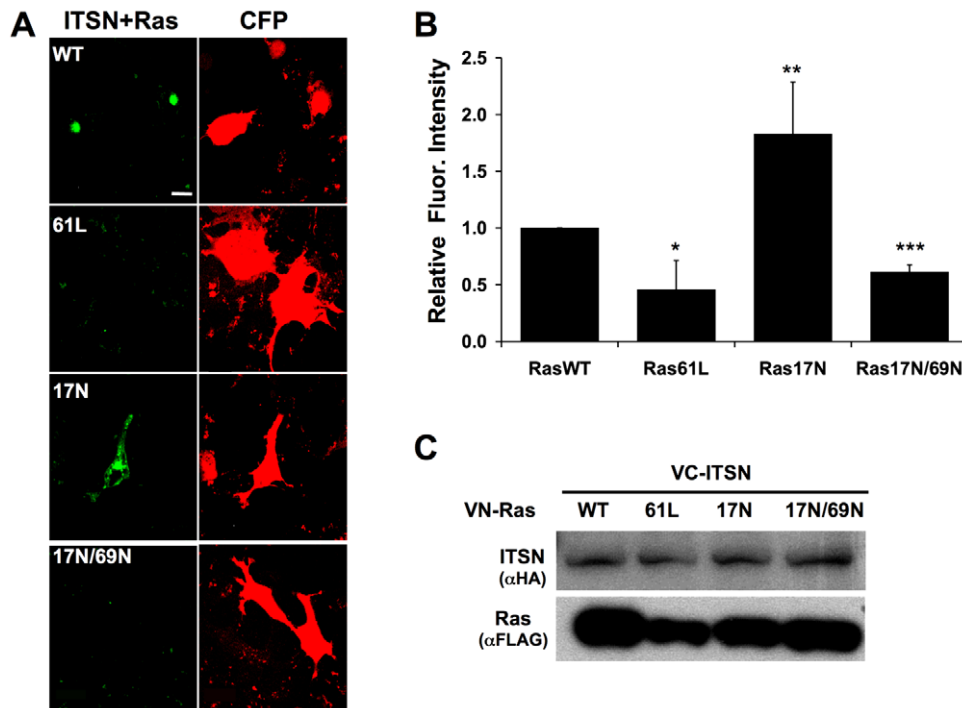 A
ITSN+Ras CFP
WT
61L
17N
17N/69N
B
Relative Fluor. Intensity
2.5
2.0
1.5
1.0
0.5
0.0
*
**
***
RasWT Ras61L Ras17N Ras17N/69N
C
VC-ITSN
VN-Ras WT 61L 17N 17N/69N
ITSN
(αHA)
Ras
(αFLAG)